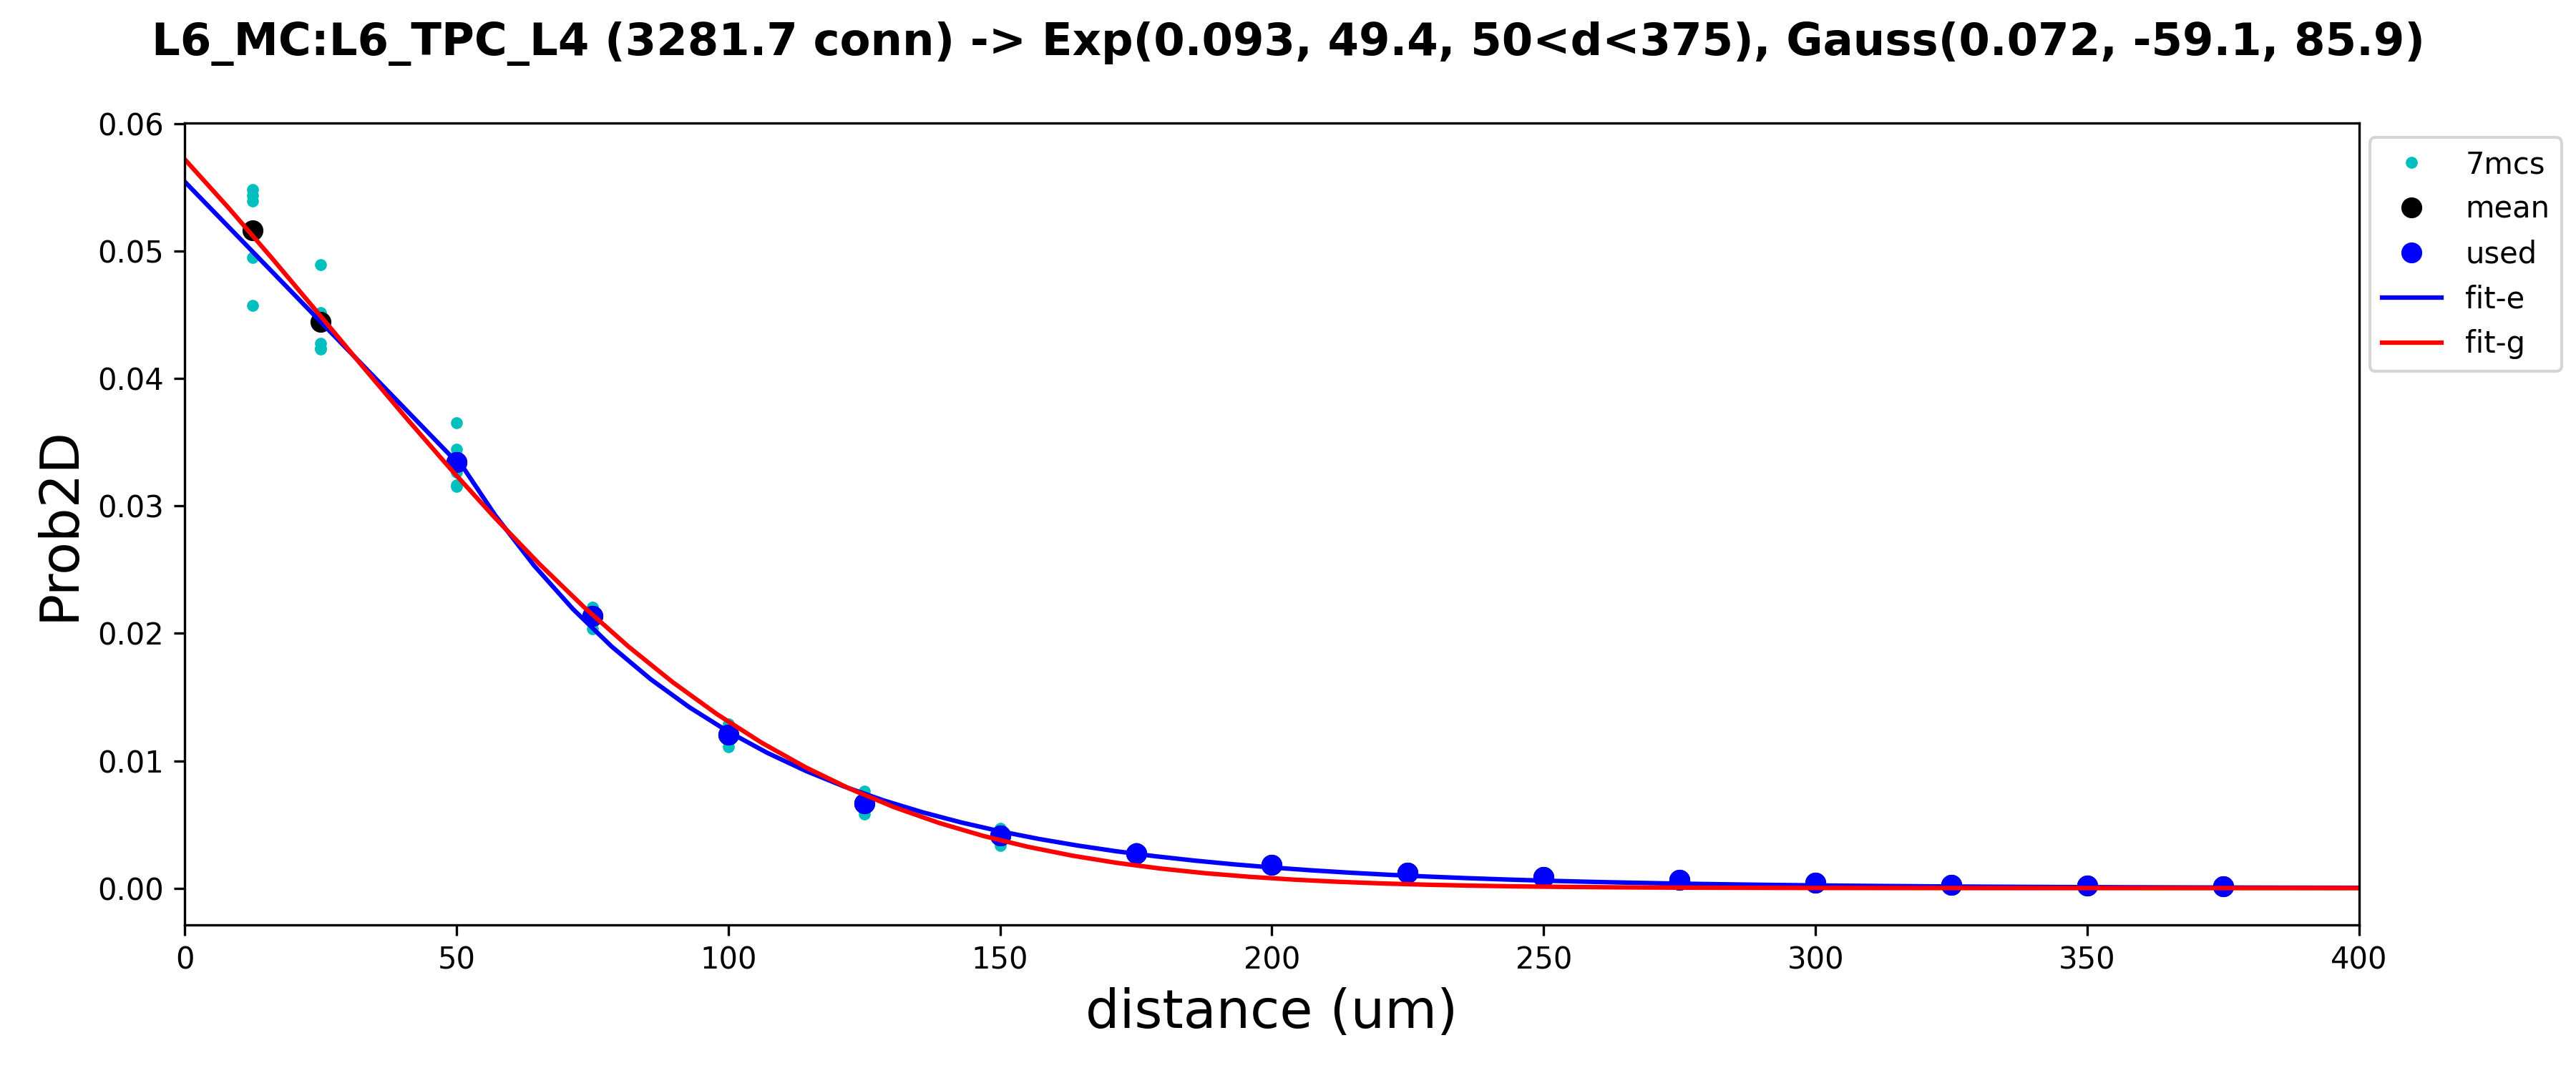 L6_MC:L6_TPC_L4 (3281.7 conn) -> Exp(0.093, 49.4, 50<d<375), Gauss(0.072, -59.1, 85.9)
0.06
0.05
0.04
0.03
0.02
0.01
0.00
Prob2D
0 50 100 150 200 250 300 350 400
distance (um)
7mcs
mean
used
fit-e
fit-g